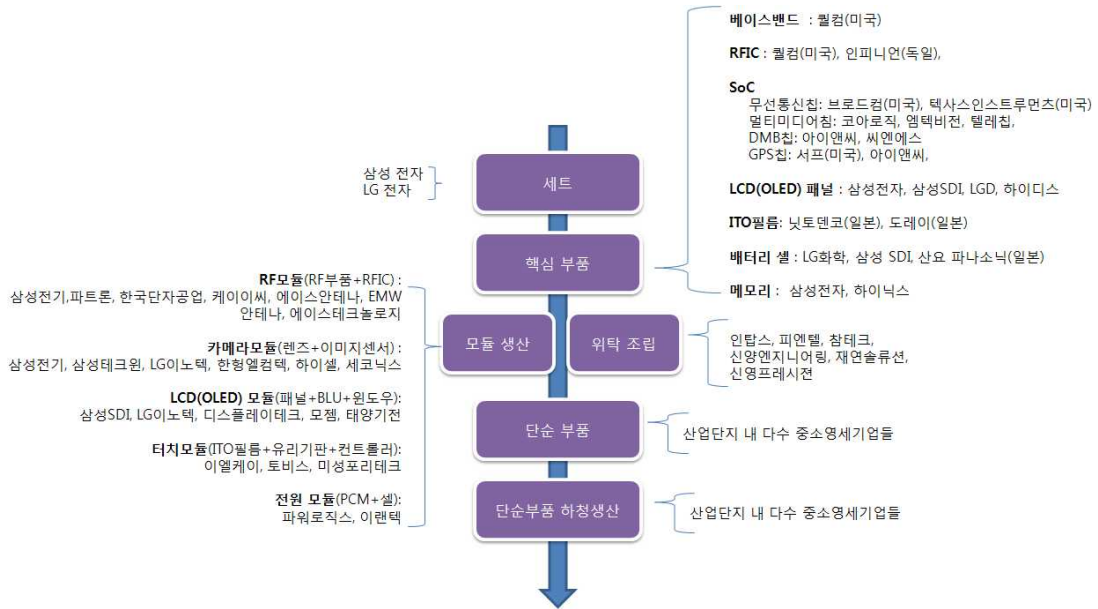 베이스밴드 : 퀄컴(미국)
RFIC : 퀄컴(미국), 인피니언(독일),
SoC
무선통신칩: 브로드컴(미국), 텍사스인스트루먼츠(미국)
멀티미디어침: 코아로직, 엠텍비전, 텔레칩,
DMB칩: 아이앤씨, 씨엔에스
GPS칩: 서프(미국), 아이앤씨,
LCD(OLED) 패널 : 삼성전자, 삼성SDI, LGD, 하이디스
ITO필름: 닛토덴코(일본), 도레이(일본)
배터리 셀 : LG화학, 삼성 SDI, 산요 파나소닉(일본)
메모리 : 삼성전자, 하이닉스
삼성 전자
LG 전자
세트
핵심 부품
RF모듈(RF부품+RFIC) :
삼성전기,파트론, 한국단자공업, 케이이씨, 에이스안테나, EMW
안테나, 에이스테크놀로지
카메라모듈(렌즈+이미지센서) :
삼성전기, 삼성테크윈, LG이노텍, 한헝엘컴텍, 하이셀, 세코닉스
LCD(OLED) 모듈(패널+BLU+윈도우):
삼성SDI, LG이노텍, 디스플레이테크, 모젬, 태양기전
터치모듈(ITO필름+유리기판+컨트롤러):
이엘케이, 토비스, 미성포리테크
전원 모듈(PCM+셀):
파워로직스, 이랜텍
모듈 생산
위탁 조립
인탑스, 피엔텔, 참테크,
신양엔지니어링, 재연솔류션,
신영프레시젼
단순 부품
산업단지 내 다수 중소영세기업들
단순부품 하청생산
산업단지 내 다수 중소영세기업들